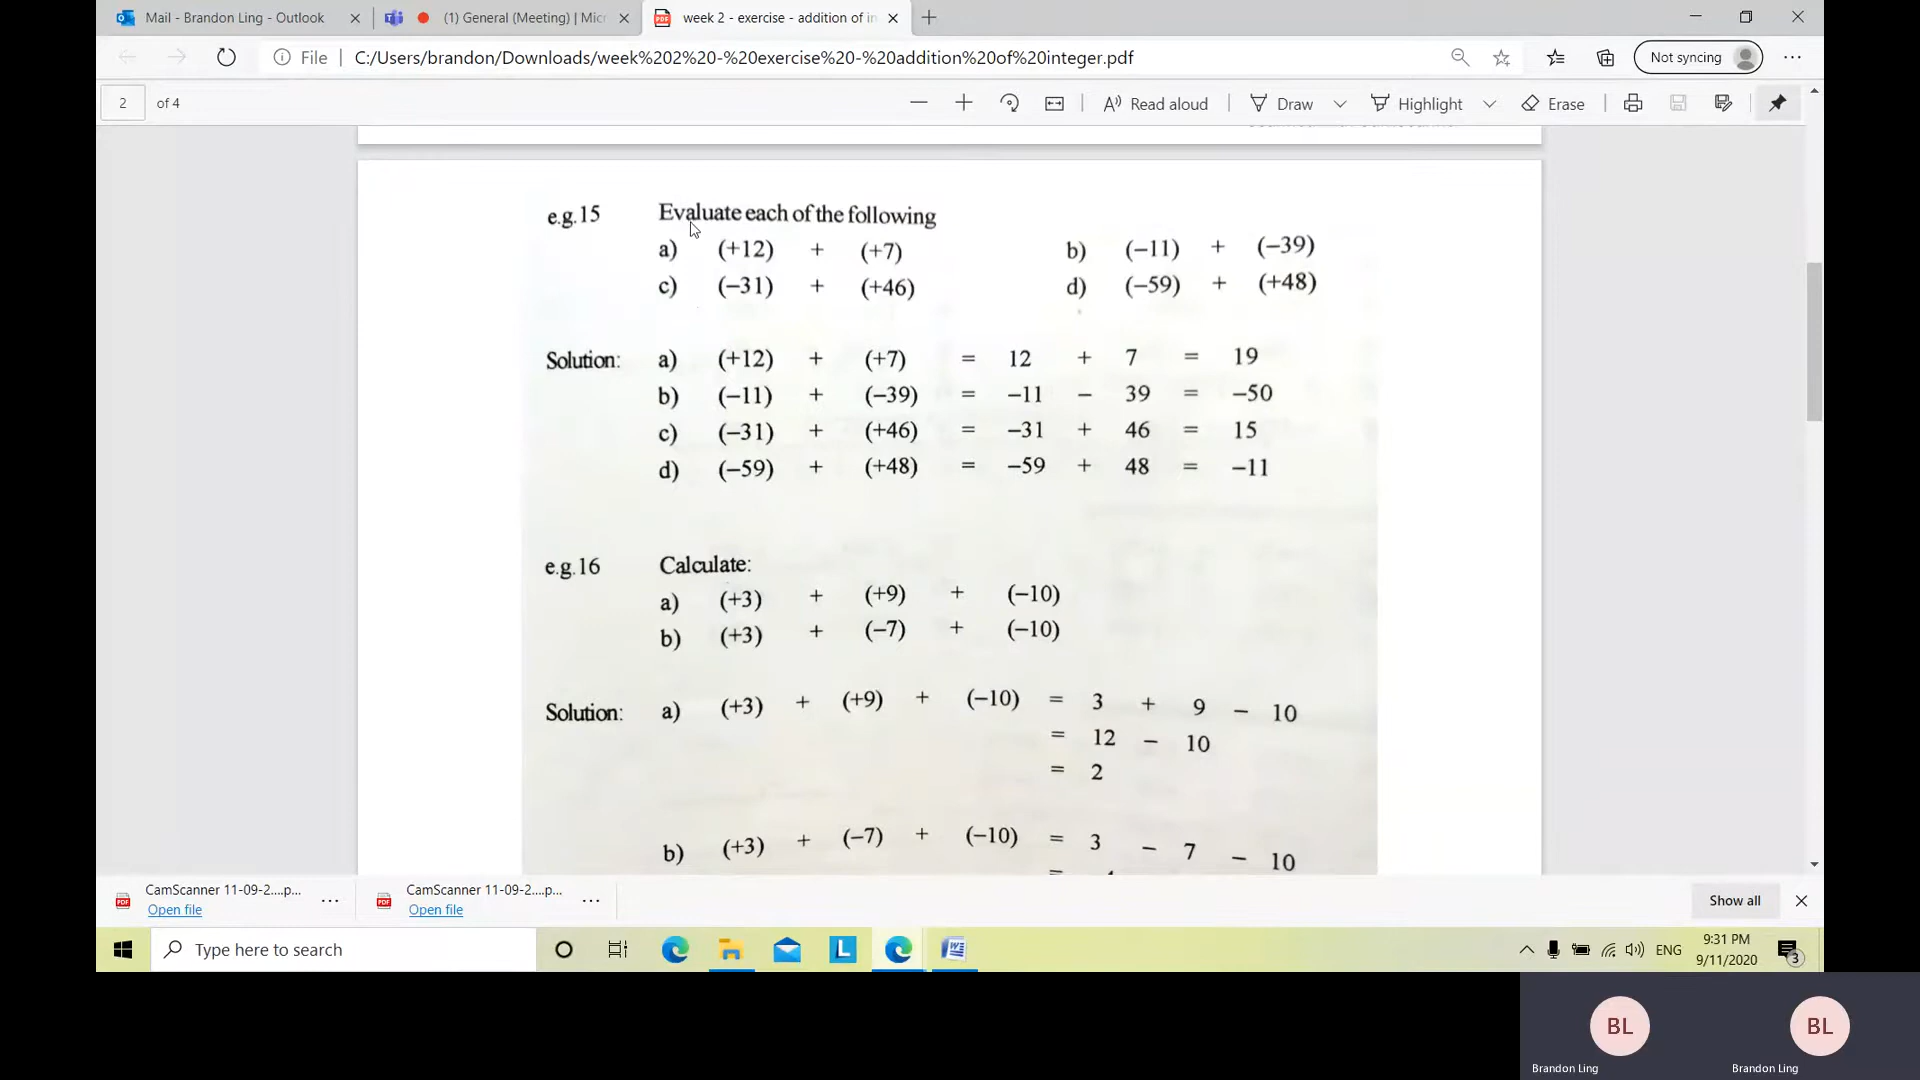 Mail - Brandon Ling - Outlook
(1) General (Meeting) | Micr
week 2 - exercise - addition of in
File | C:/Users/brandon/Downloads/week%202%20-%20exercise%20-%20addition%20of%20integer.pdf
Not syncing
2 of 4
Read aloud
Draw
Highlight
Erase
e.g.15 Evaluate each of the following
a) (+12) + (+7) b) (−11) + (−39)
c) (−31) + (+46) d) (−59) + (+48)
Solution: a) (+12) + (+7) = 12 + 7 = 19
b) (−11) + (−39) = −11 − 39 = −50
c) (−31) + (+46) = −31 + 46 = 15
d) (−59) + (+48) = −59 + 48 = −11
e.g.16 Calculate:
a) (+3) + (+9) + (−10)
b) (+3) + (−7) + (−10)
Solution: a) (+3) + (+9) + (−10) = 3 + 9 − 10
= 12 − 10
= 2
b) (+3) + (−7) + (−10) = 3 − 7 − 10
CamScanner 11-09-2....p...
Open file
CamScanner 11-09-2....p...
Open file
Show all
Type here to search
L
W
ENG
9:31 PM
9/11/2020
3
BL
BL
Brandon Ling
Brandon Ling